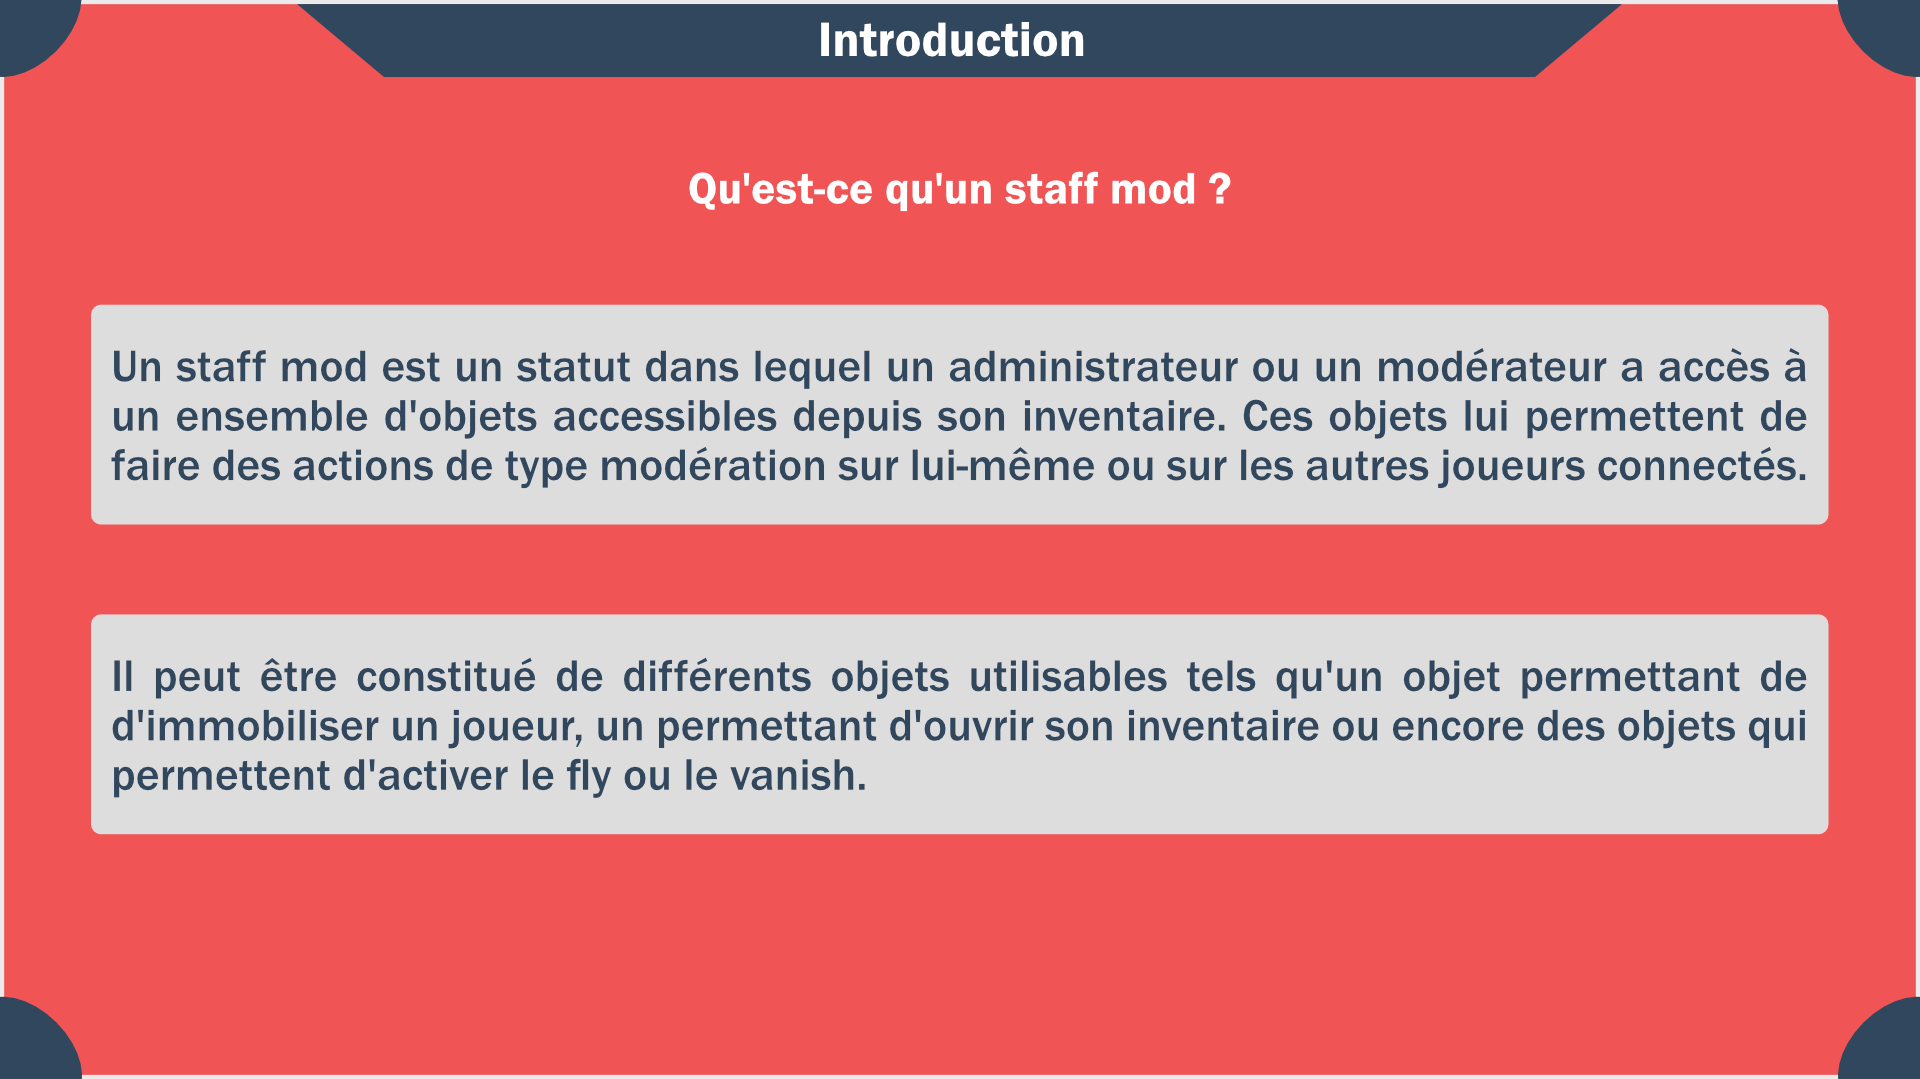 Introduction
Qu'est-ce qu'un staff mod ?
Un staff mod est un statut dans lequel un administrateur ou un modérateur a accès à
un ensemble d'objets accessibles depuis son inventaire. Ces objets lui permettent de
faire des actions de type modération sur lui-même ou sur les autres joueurs connectés.
Il peut être constitué de différents objets utilisables tels qu'un objet permettant de
d'immobiliser un joueur, un permettant d'ouvrir son inventaire ou encore des objets qui
permettent d'activer le fly ou le vanish.